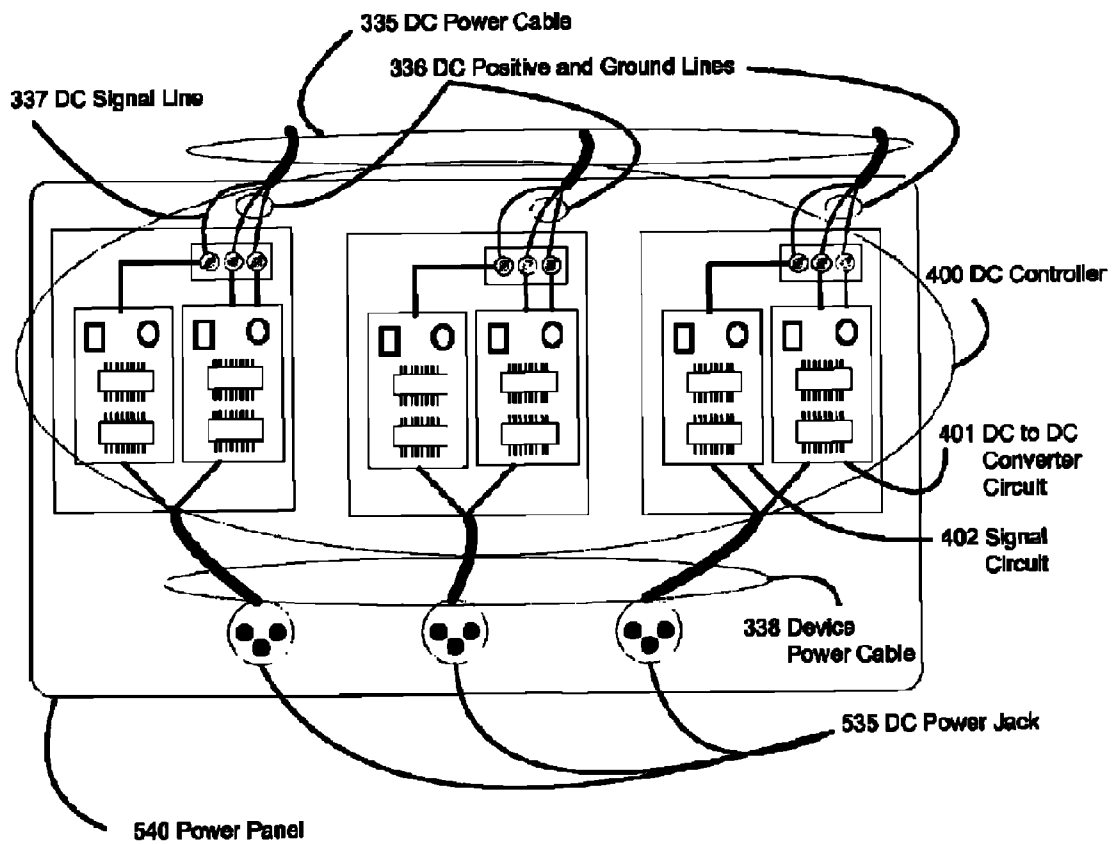 335 DC Power Cable
336 DC Positive and Ground Lines
337 DC Signal Line
400 DC Controller
401 DC to DC
Converter
Circuit
402 Signal
Circuit
338 Device
Power Cable
535 DC Power Jack
540 Power Panel